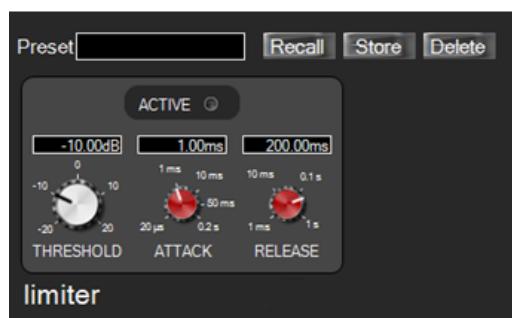 Preset Recall Store Delete
ACTIVE
-10.00dB 1.00ms 200.00ms
0 1 ms 10 ms 10 ms 0.1 s
-10 10 50 ms
-20 20 20 µs 0.2 s 1 ms 1 s
THRESHOLD ATTACK RELEASE
limiter